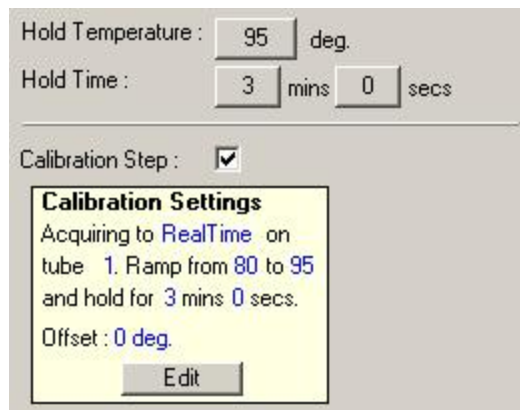 Hold Temperature : 95 deg.
Hold Time : 3 mins 0 secs
Calibration Step :
Calibration Settings
Acquiring to RealTime on
tube 1. Ramp from 80 to 95
and hold for 3 mins 0 secs.
Offset : 0 deg.
Edit